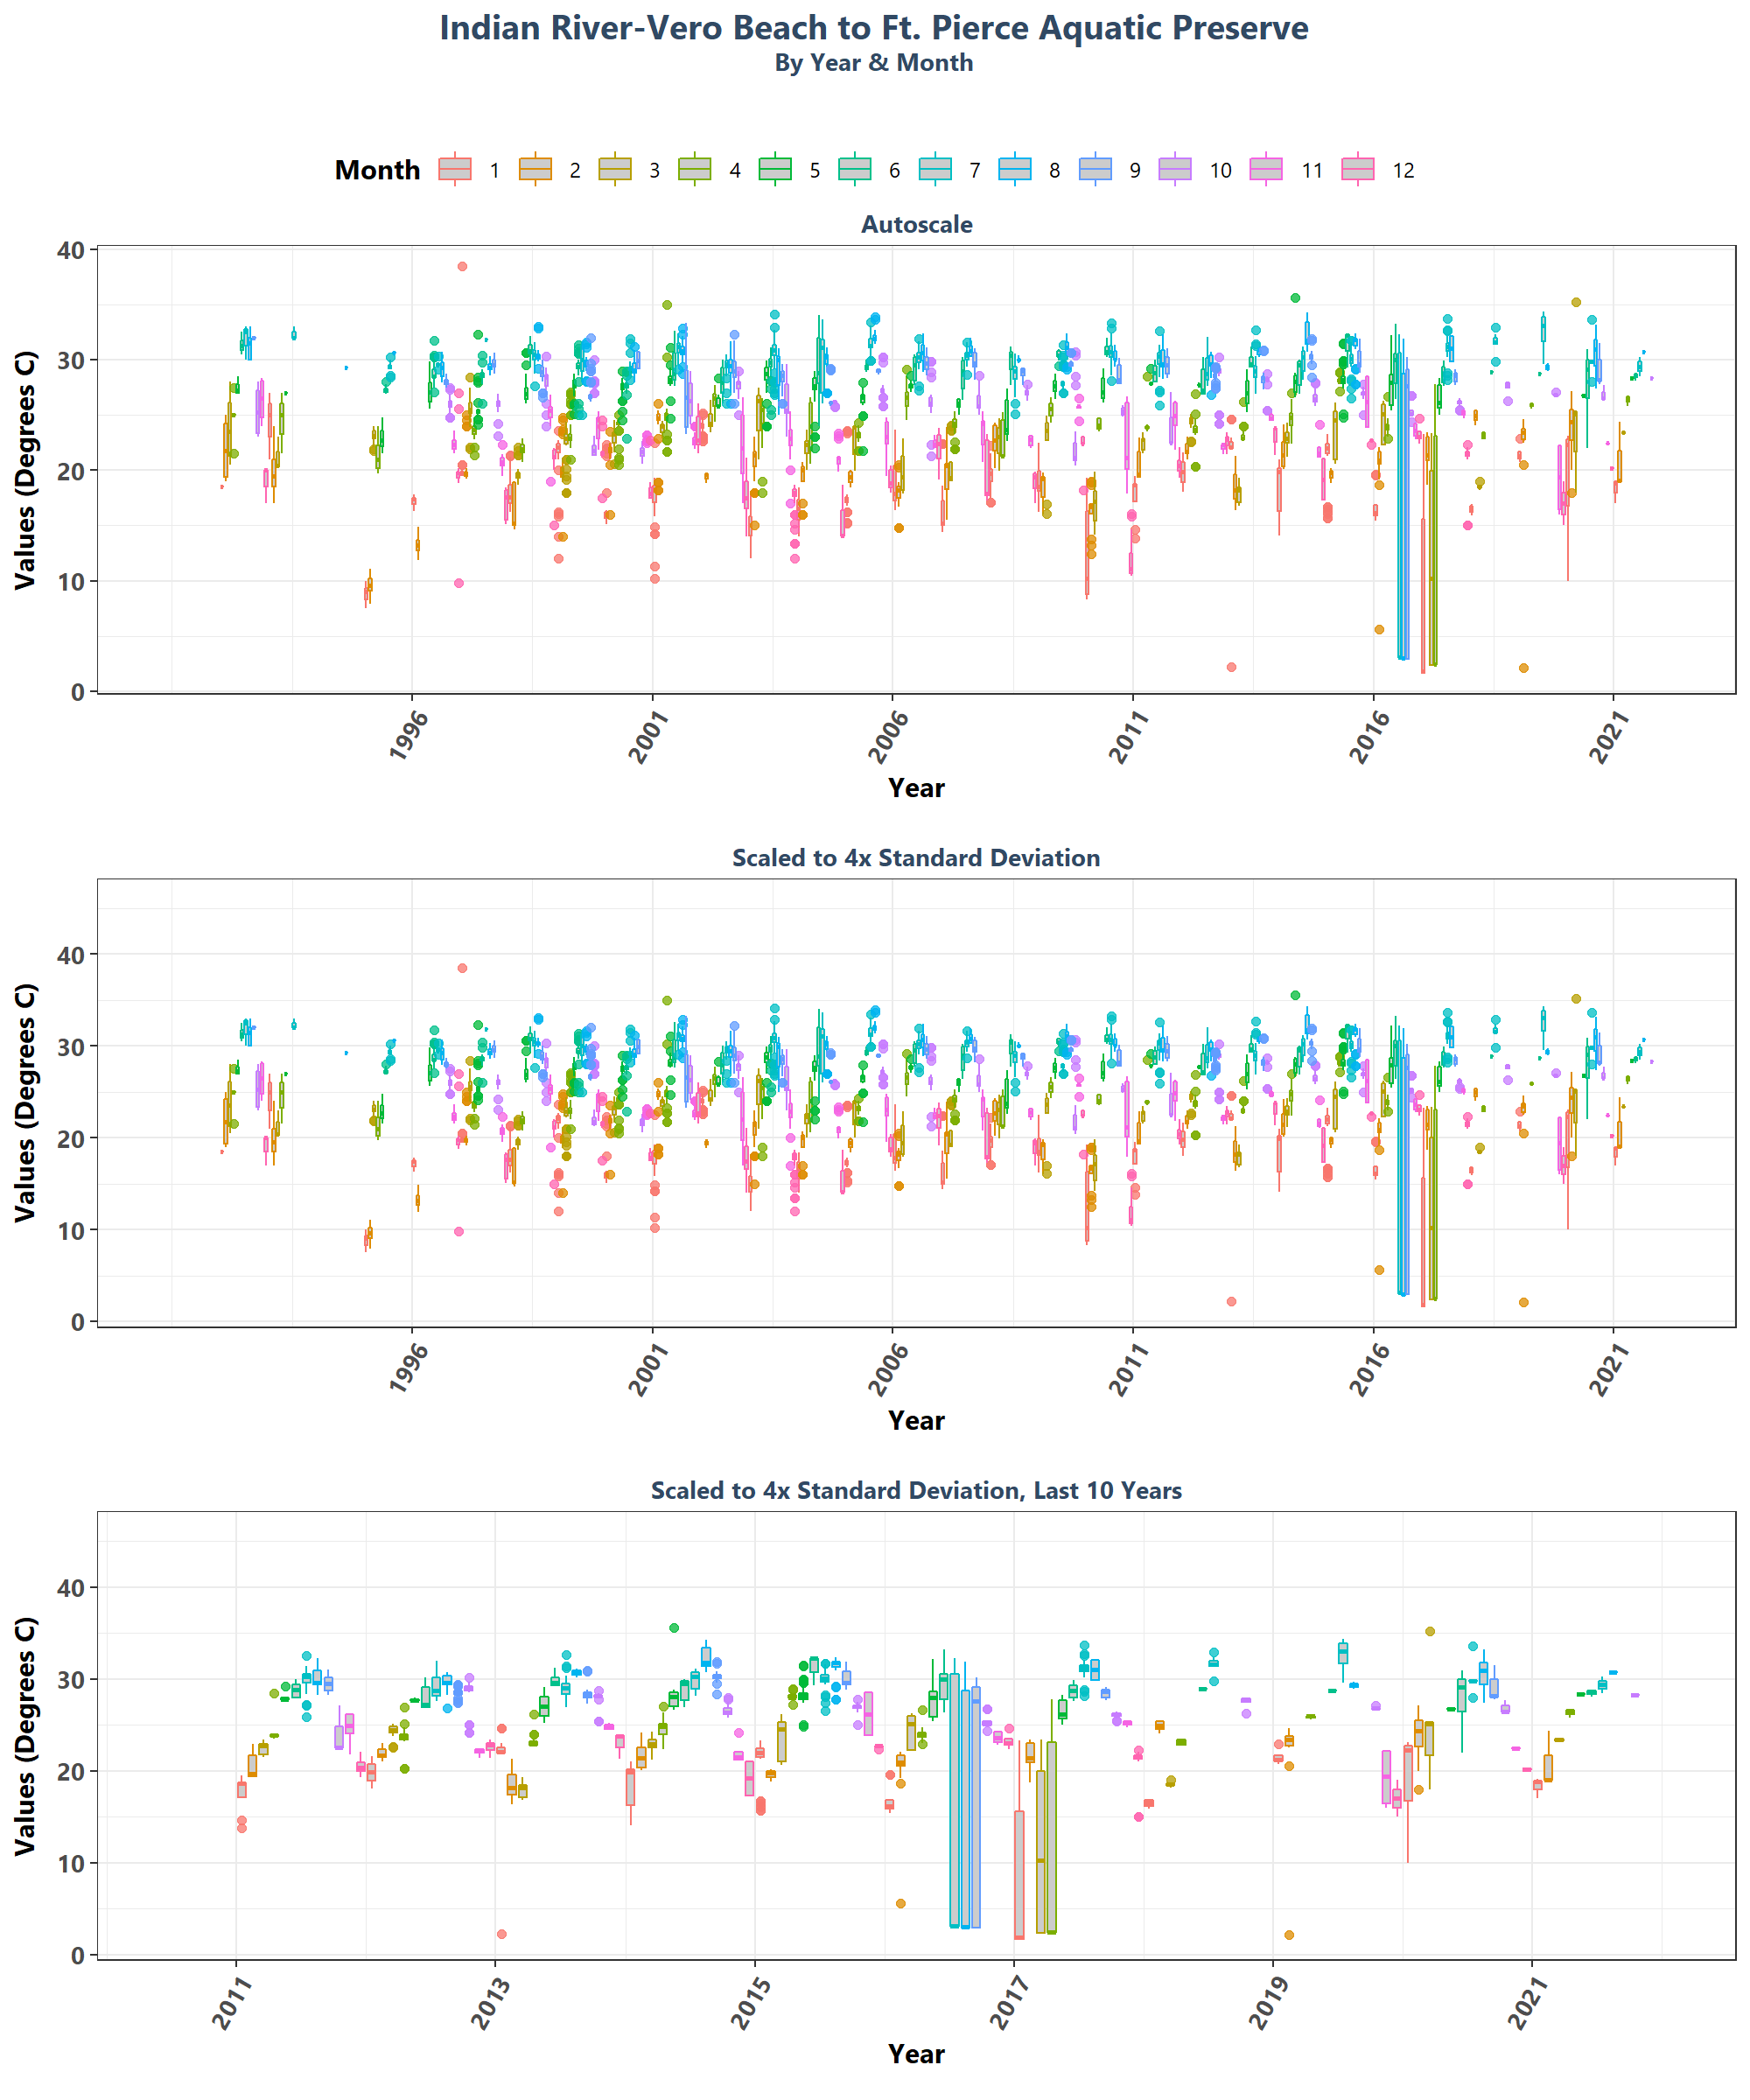 Indian River-Vero Beach to Ft. Pierce Aquatic Preserve
By Year & Month
Month 1 2 3 4 5 6 7 8 9 10 11 12
Autoscale
Values (Degrees C)
40
30
20
10
0
1996 2001 2006 2011 2016 2021
Year
Scaled to 4x Standard Deviation
Values (Degrees C)
40
30
20
10
0
1996 2001 2006 2011 2016 2021
Year
Scaled to 4x Standard Deviation, Last 10 Years
Values (Degrees C)
40
30
20
10
0
2011 2013 2015 2017 2019 2021
Year